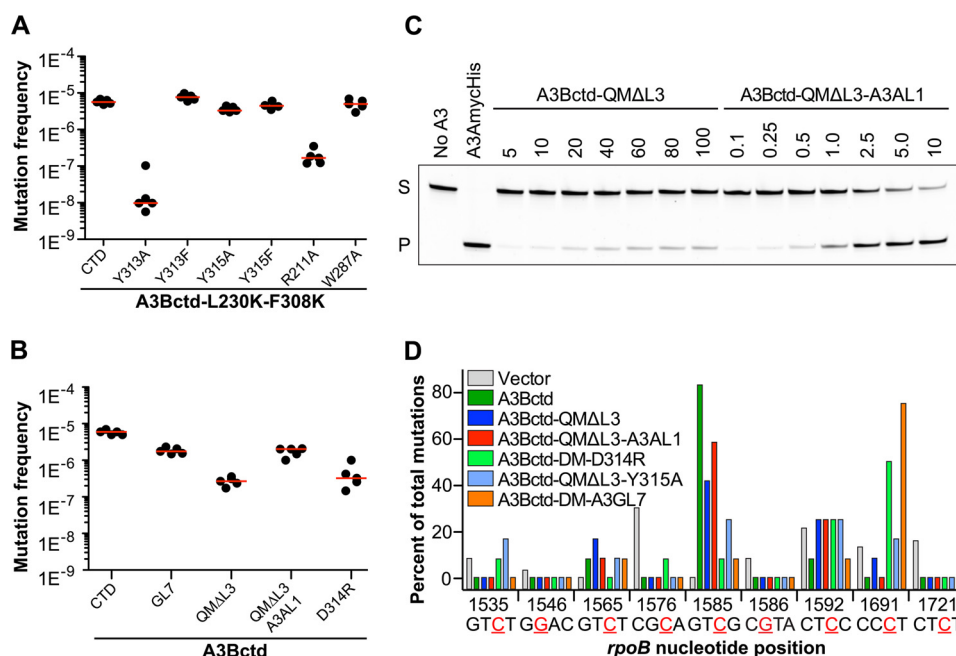 A
Mutation frequency
1E-4
1E-5
1E-6
1E-7
1E-8
1E-9
CTD
Y313A
Y313F
Y315A
Y315F
R211A
W287A
A3Bctd-L230K-F308K
B
Mutation frequency
1E-4
1E-5
1E-6
1E-7
1E-8
1E-9
CTD
GL7
QMΔL3
QMΔL3
A3AL1
D314R
A3Bctd
C
No A3
A3AmycHis
A3Bctd-QMΔL3
5 10 20 40 60 80 100
A3Bctd-QMΔL3-A3AL1
0.1 0.25 0.5 1.0 2.5 5.0 10
S
P
D
Percent of total mutations
80
60
40
20
0
Vector
A3Bctd
A3Bctd-QMΔL3
A3Bctd-QMΔL3-A3AL1
A3Bctd-DM-D314R
A3Bctd-QMΔL3-Y315A
A3Bctd-DM-A3GL7
1535 1546 1565 1576 1585 1586 1592 1691 1721
GTCT GGAC GTCT CGCA GTCG CGTA CTCC CCCT CTCT
rpoB nucleotide position